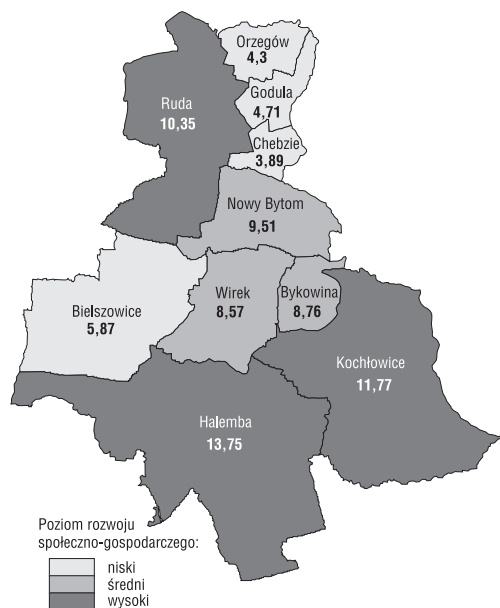 Orzegów
4,3
Godula
4,71
Ruda
10,35
Chebzie
3,89
Nowy Bytom
9,51
Bielszowice
5,87
Wirek
8,57
Bykowina
8,76
Kochłowice
11,77
Halemba
13,75
Poziom rozwoju
społeczno-gospodarczego:
niski
średni
wysoki